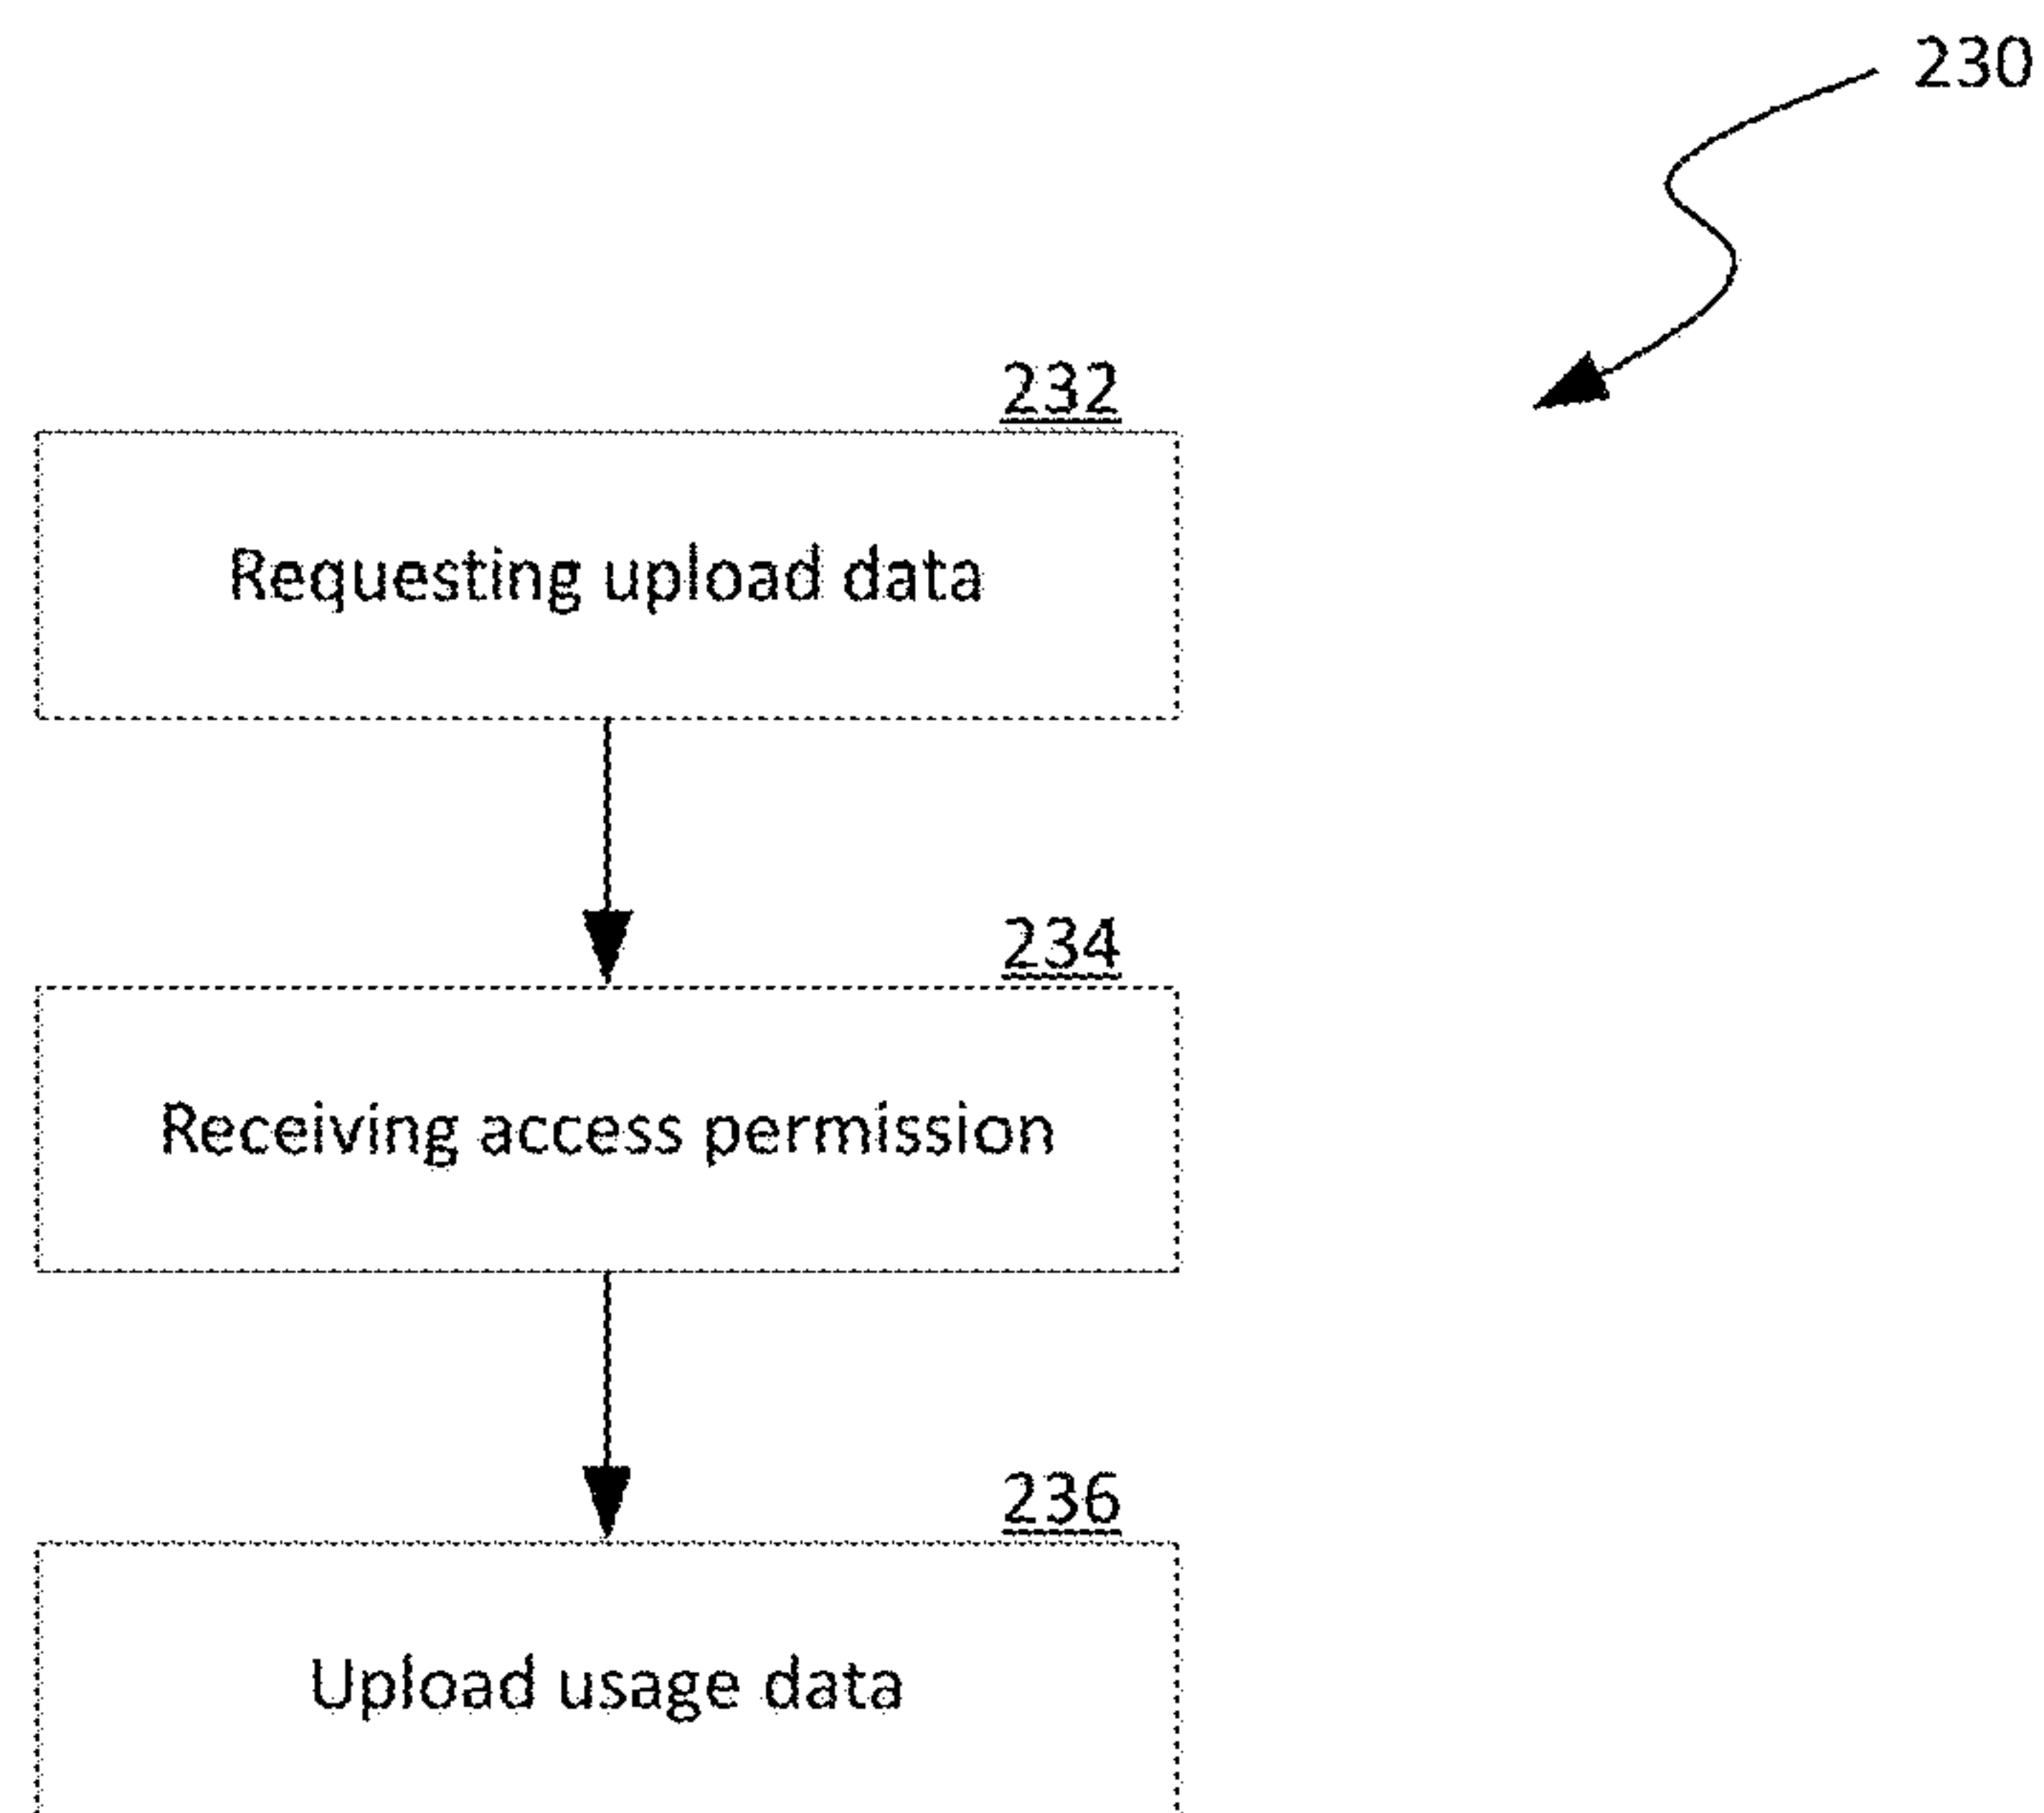 230
232
Requesting upload data
234
Receiving access permission
236
Upload usage data